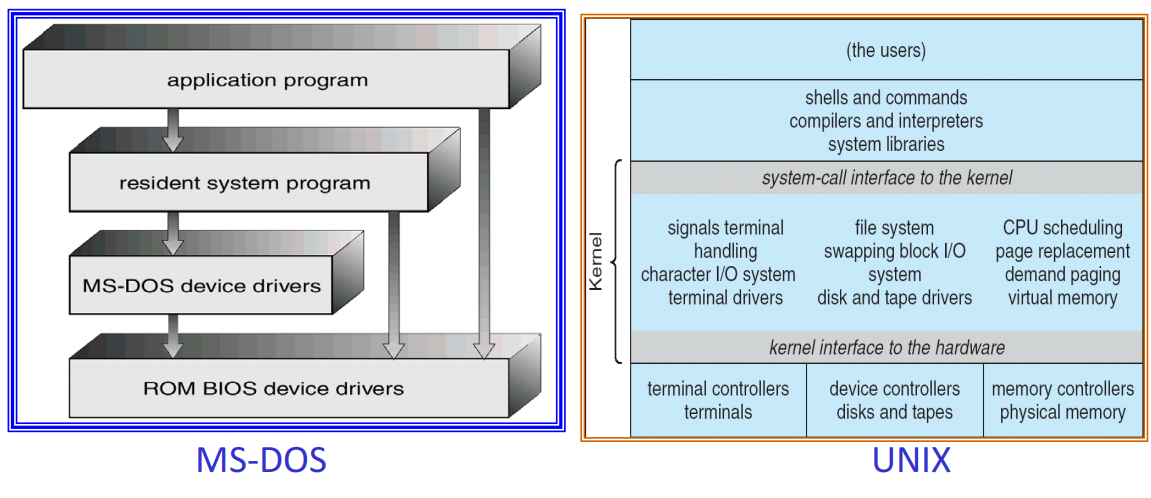 application program
resident system program
MS-DOS device drivers
ROM BIOS device drivers
MS-DOS
(the users)
shells and commands
compilers and interpreters
system libraries
system-call interface to the kernel
Kernel
signals terminal
handling
character I/O system
terminal drivers
file system
swapping block I/O
system
disk and tape drivers
CPU scheduling
page replacement
demand paging
virtual memory
kernel interface to the hardware
terminal controllers
terminals
device controllers
disks and tapes
memory controllers
physical memory
UNIX